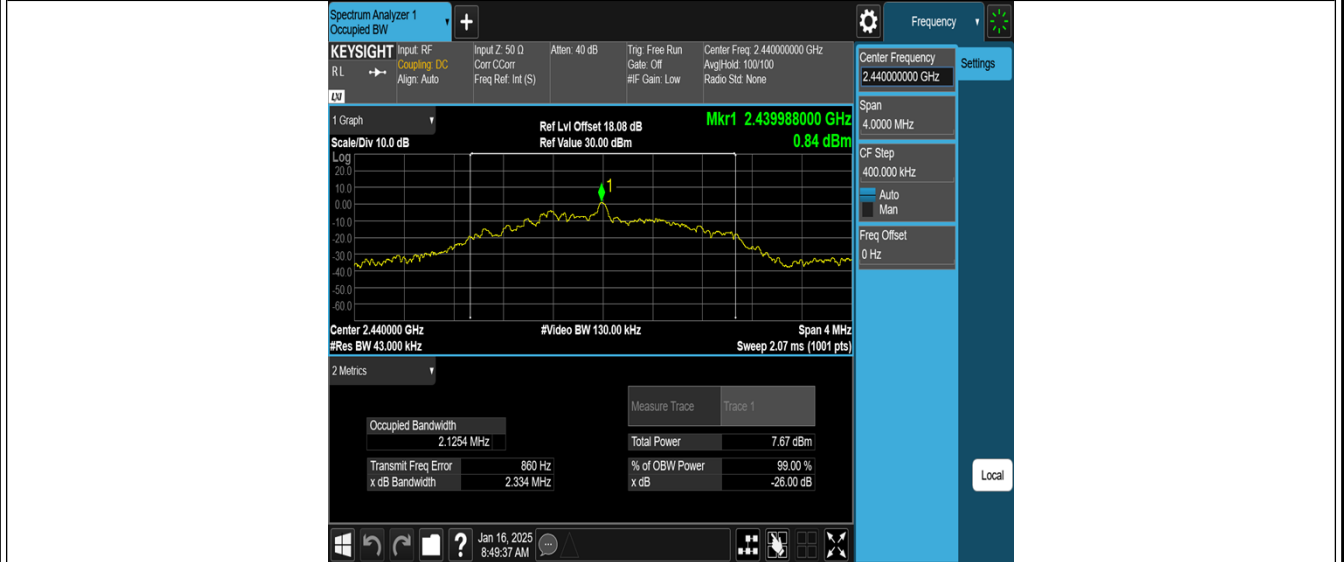 Spectrum Analyzer 1
Occupied BW
+
Frequency
KEYSIGHT
RL
LXI
Input: RF
Coupling: DC
Align: Auto
Input Z: 50 Ω
Corr CCorr
Freq Ref: Int (S)
Atten: 40 dB
Trig: Free Run
Gate: Off
#IF Gain: Low
Center Freq: 2.440000000 GHz
Avg|Hold: 100/100
Radio Std: None
Center Frequency
2.440000000 GHz
Settings
Span
4.0000 MHz
CF Step
400.000 kHz
Auto
Man
Freq Offset
0 Hz
1 Graph
Scale/Div 10.0 dB
Ref Lvl Offset 18.08 dB
Ref Value 30.00 dBm
Mkr1 2.439988000 GHz
0.84 dBm
Log
20.0
10.0
0.00
-10.0
-20.0
-30.0
-40.0
-50.0
-60.0
1
Center 2.440000 GHz
#Video BW 130.00 kHz
Span 4 MHz
#Res BW 43.000 kHz
Sweep 2.07 ms (1001 pts)
2 Metrics
Measure Trace
Trace 1
Occupied Bandwidth
2.1254 MHz
Total Power
7.67 dBm
Transmit Freq Error
860 Hz
% of OBW Power
99.00 %
x dB Bandwidth
2.334 MHz
x dB
-26.00 dB
Local
?
Jan 16, 2025
8:49:37 AM